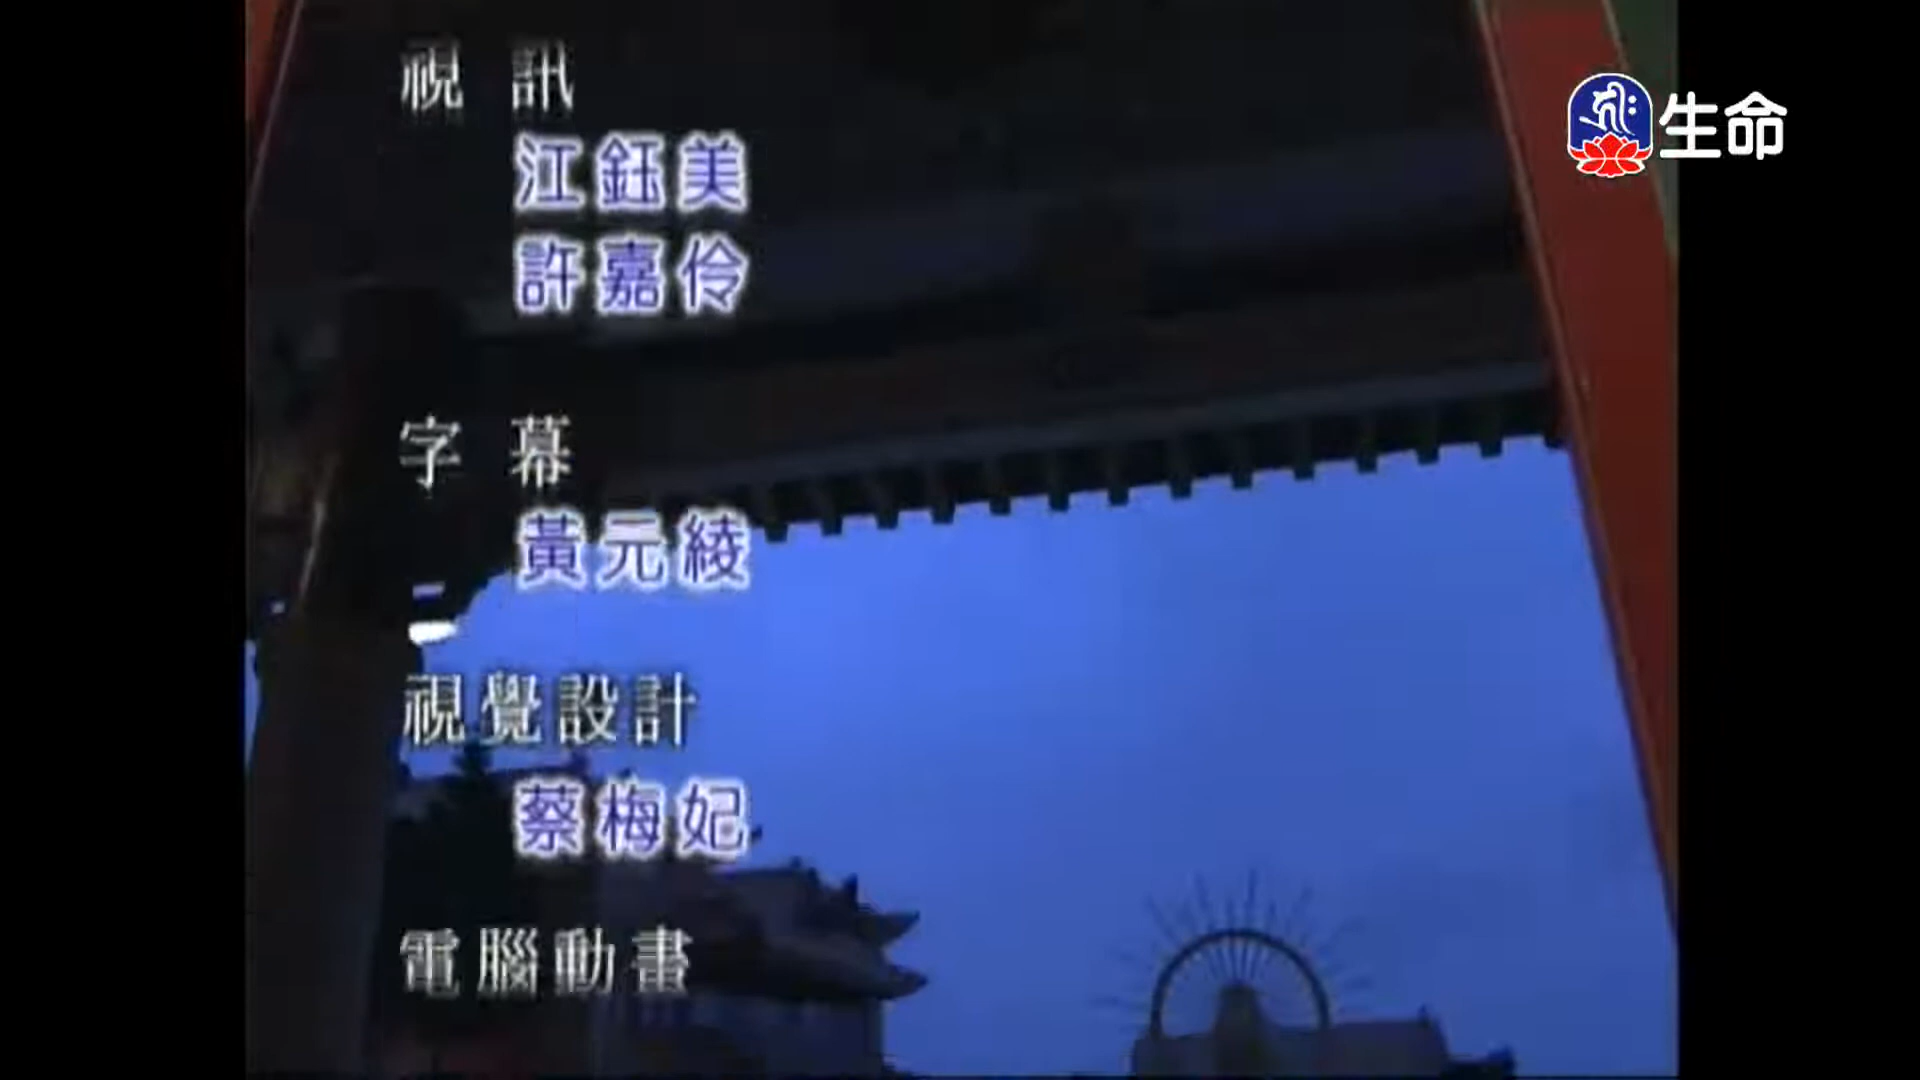 視訊
江鈺美
許嘉伶
字幕
黃元綾
視覺設計
蔡梅妃
電腦動畫
生命